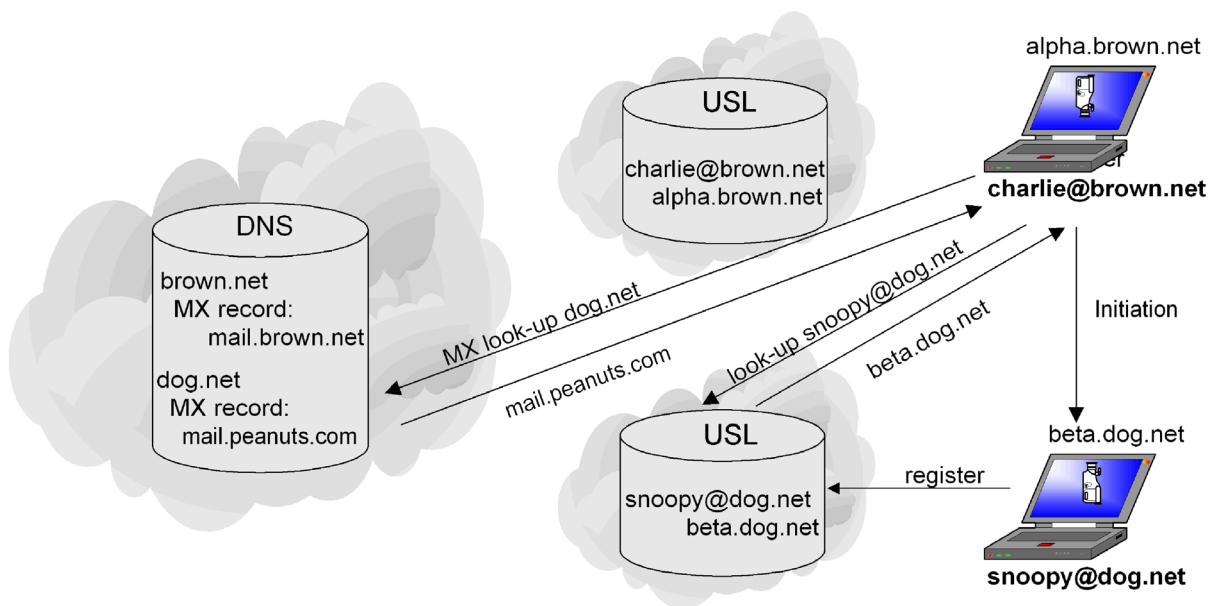 alpha.brown.net
USL
charlie@brown.net
alpha.brown.net
charlie@brown.net
DNS
brown.net
MX record:
mail.brown.net
dog.net
MX record:
mail.peanuts.com
MX look-up dog.net
mail.peanuts.com
look-up snoopy@dog.net
beta.dog.net
Initiation
USL
snoopy@dog.net
beta.dog.net
register
beta.dog.net
snoopy@dog.net